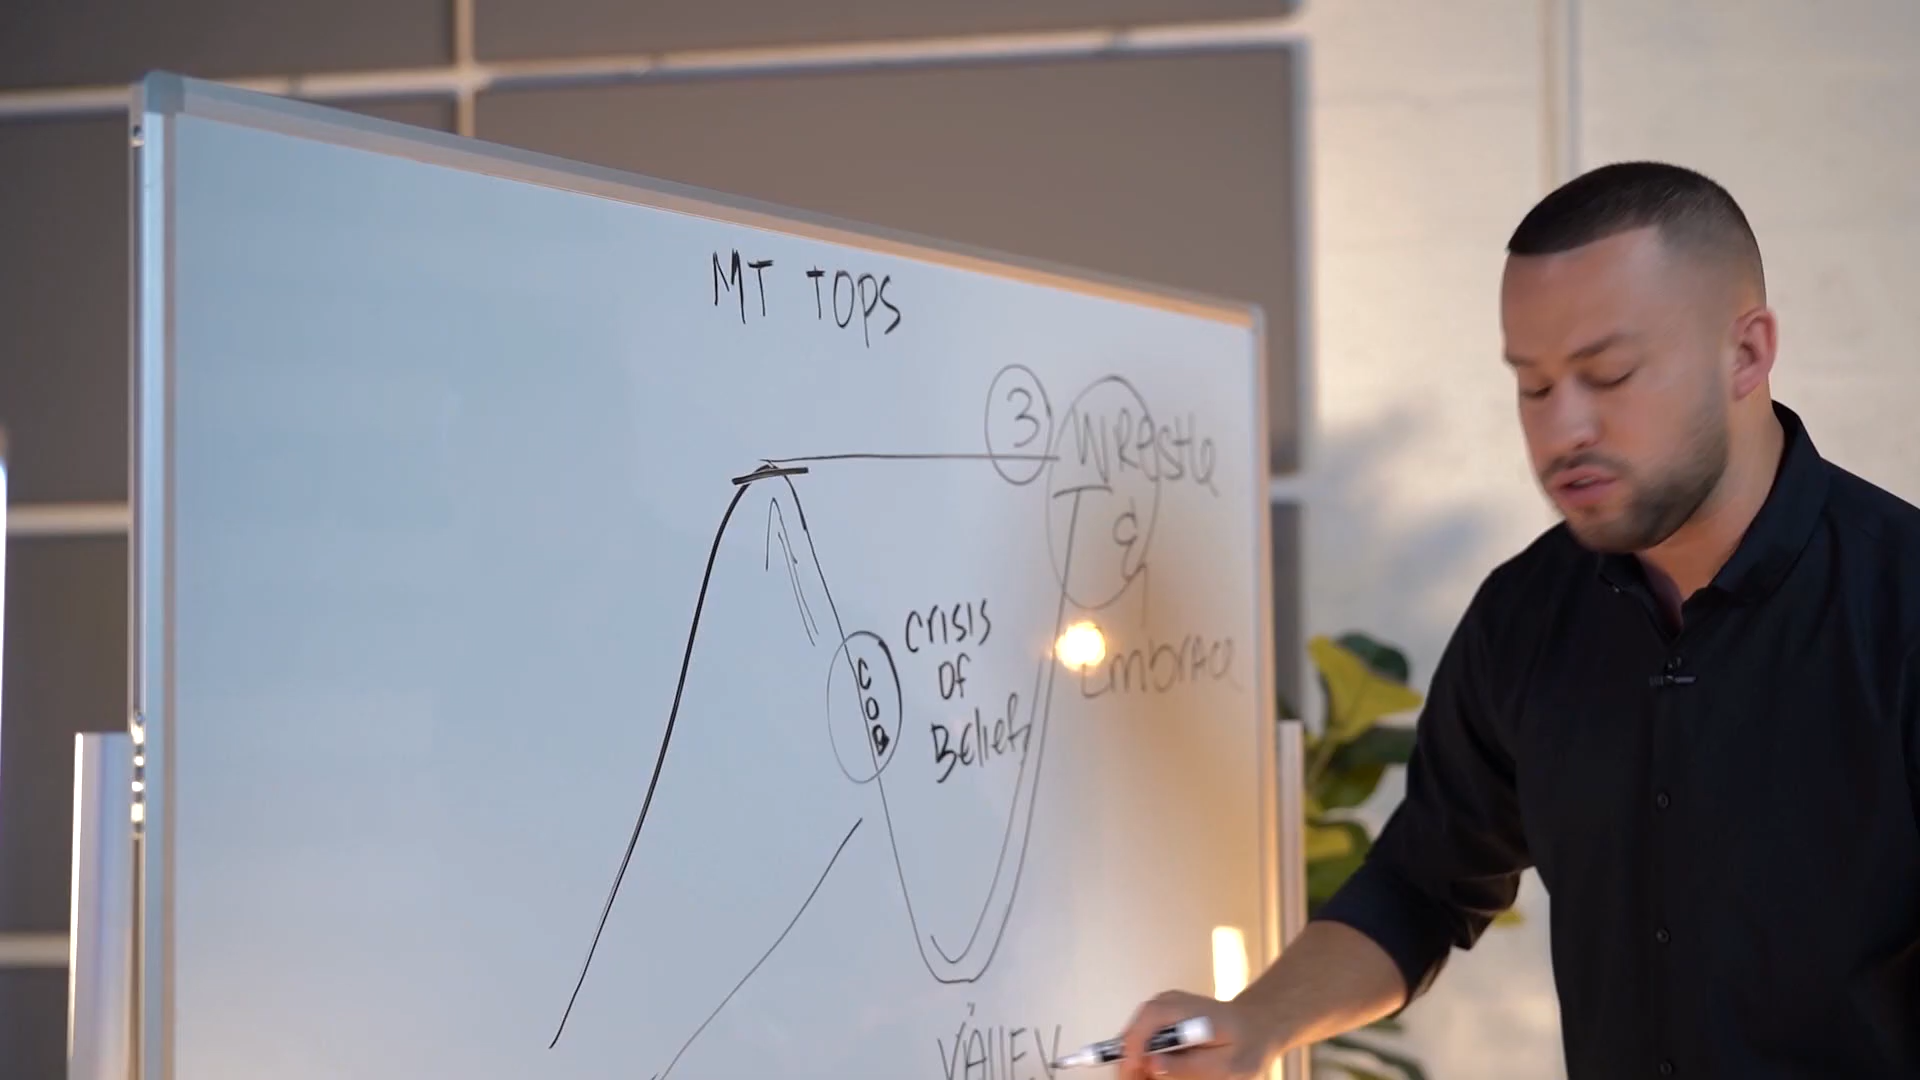 MT TOPS
3
WRestle
&
Embrace
crisis
of
Belief
C
O
B
VAllEY